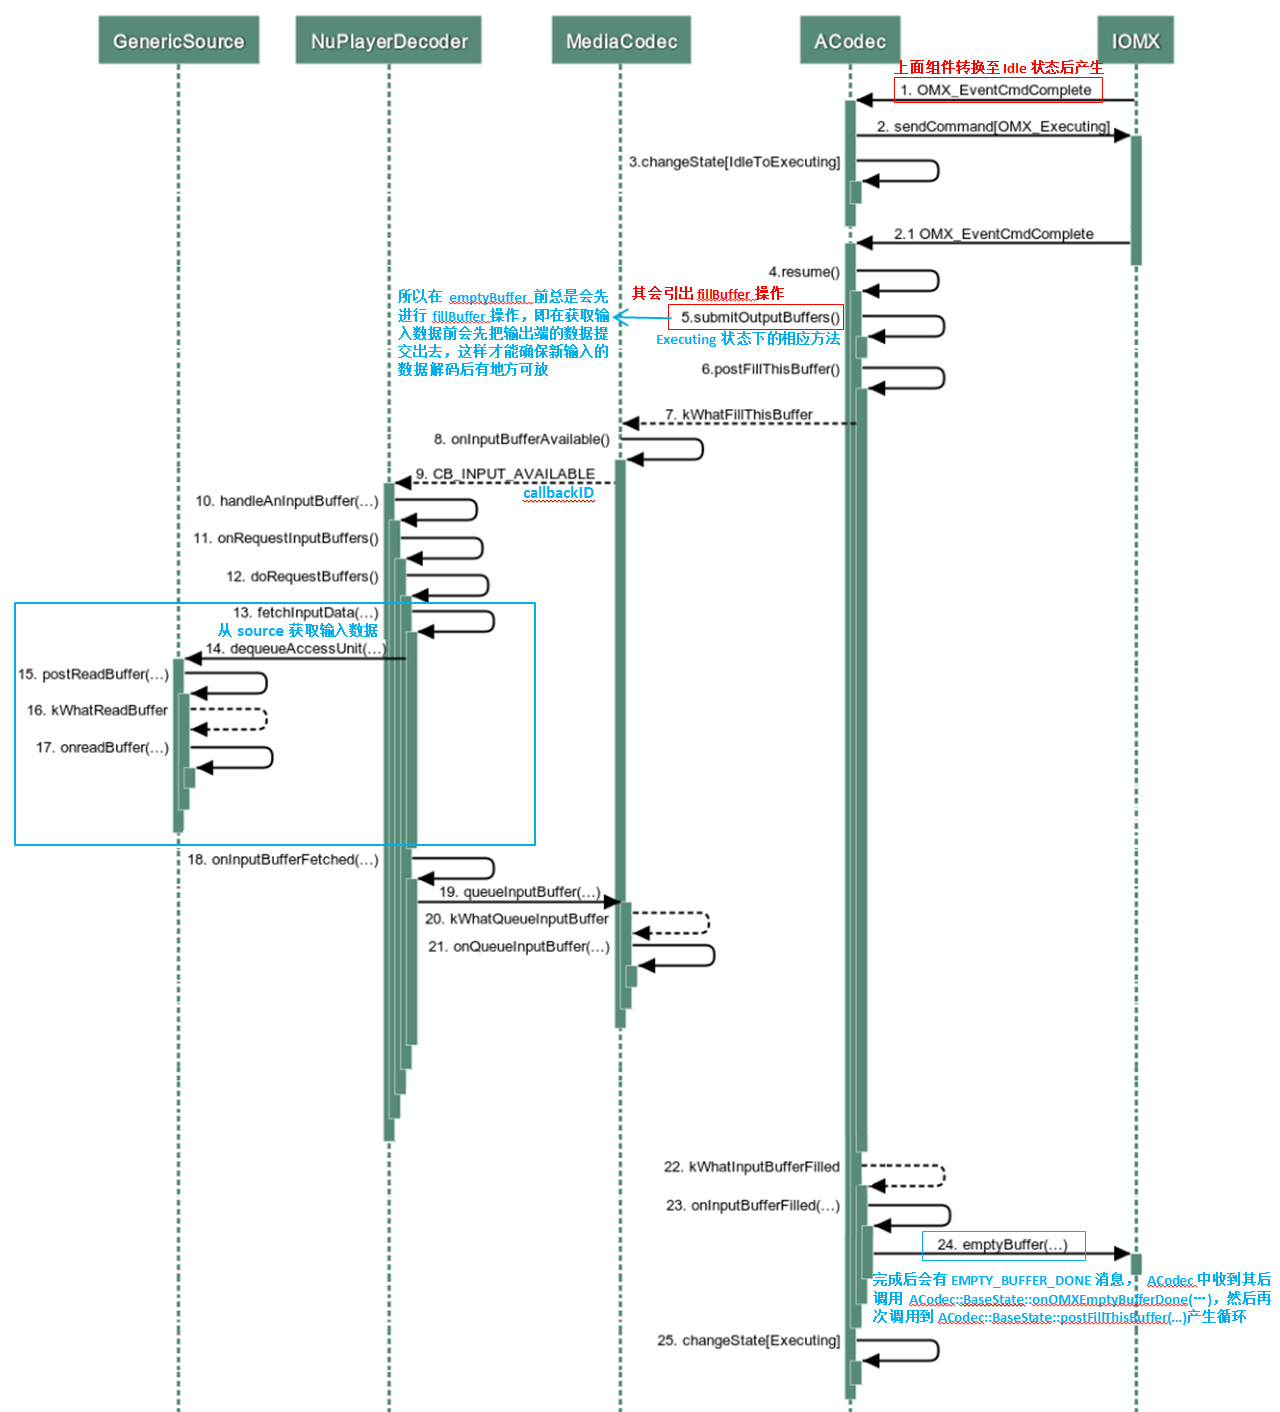 GenericSource
NuPlayerDecoder
MediaCodec
ACodec
IOMX
上面组件转换至 Idle 状态后产生
1. OMX_EventCmdComplete
2. sendCommand[OMX_Executing]
3.changeState[IdleToExecuting]
2.1 OMX_EventCmdComplete
4.resume()
其会引出 fillBuffer 操作
5.submitOutputBuffers()
Executing 状态下的相应方法
所以在 emptyBuffer 前总是会先
进行 fillBuffer 操作，即在获取输
入数据前会先把输出端的数据提
交出去，这样才能确保新输入的
数据解码后有地方可放
6.postFillThisBuffer()
7. kWhatFillThisBuffer
8. onInputBufferAvailable()
9. CB_INPUT_AVAILABLE
callbackID
10. handleAnInputBuffer(...)
11. onRequestInputBuffers()
12. doRequestBuffers()
13. fetchInputData(...)
从 source 获取输入数据
14. dequeueAccessUnit(...)
15. postReadBuffer(...)
16. kWhatReadBuffer
17. onreadBuffer(...)
18. onInputBufferFetched(...)
19. queueInputBuffer(...)
20. kWhatQueueInputBuffer
21. onQueueInputBuffer(...)
22. kWhatInputBufferFilled
23. onInputBufferFilled(...)
24. emptyBuffer(...)
完成后会有 EMPTY_BUFFER_DONE 消息， ACodec 中收到其后
调用 ACodec::BaseState::onOMXEmptyBufferDone(…)，然后再
次调用到 ACodec::BaseState::postFillThisBuffer(...)产生循环
25. changeState[Executing]